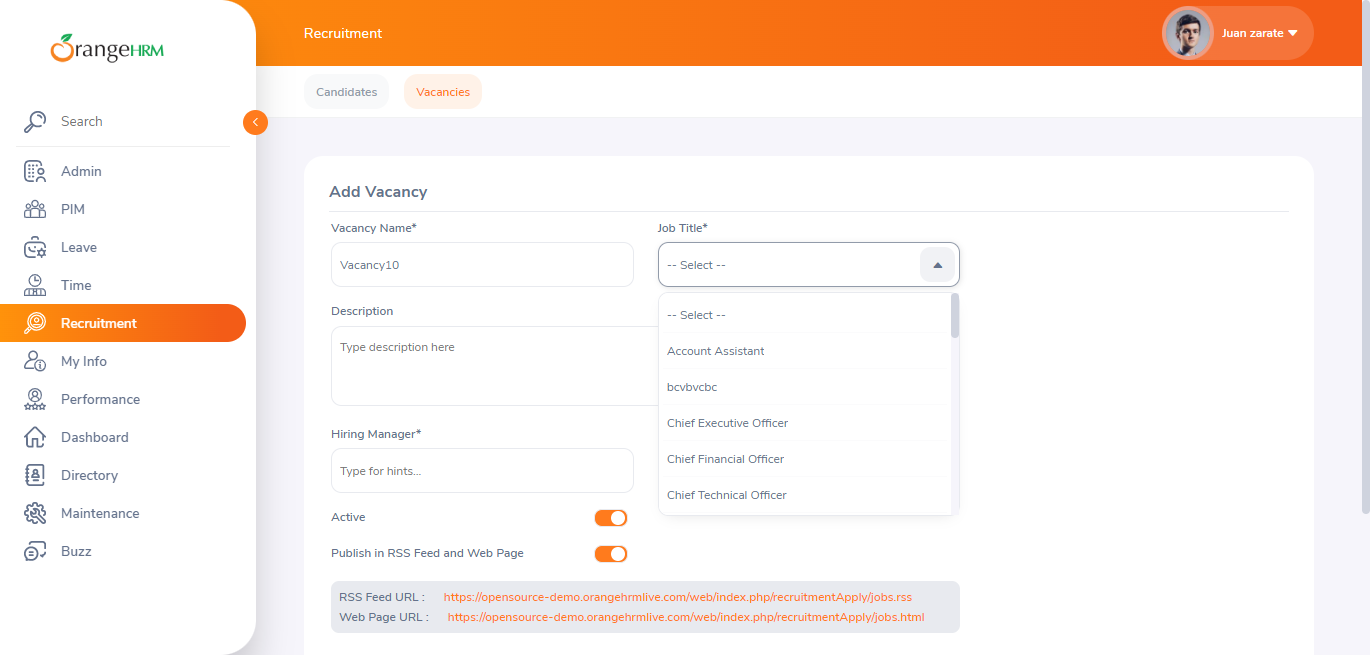 OrangeHRM
Recruitment
Juan zarate
Candidates
Vacancies
Search
Admin
PIM
Leave
Time
Recruitment
My Info
Performance
Dashboard
Directory
Maintenance
Buzz
Add Vacancy
Vacancy Name*
Job Title*
Vacancy10
-- Select --
-- Select --
Account Assistant
bcvbvcbc
Chief Executive Officer
Chief Financial Officer
Chief Technical Officer
Description
Type description here
Hiring Manager*
Type for hints...
Active
Publish in RSS Feed and Web Page
RSS Feed URL : https://opensource-demo.orangehrmlive.com/web/index.php/recruitmentApply/jobs.rss
Web Page URL : https://opensource-demo.orangehrmlive.com/web/index.php/recruitmentApply/jobs.html